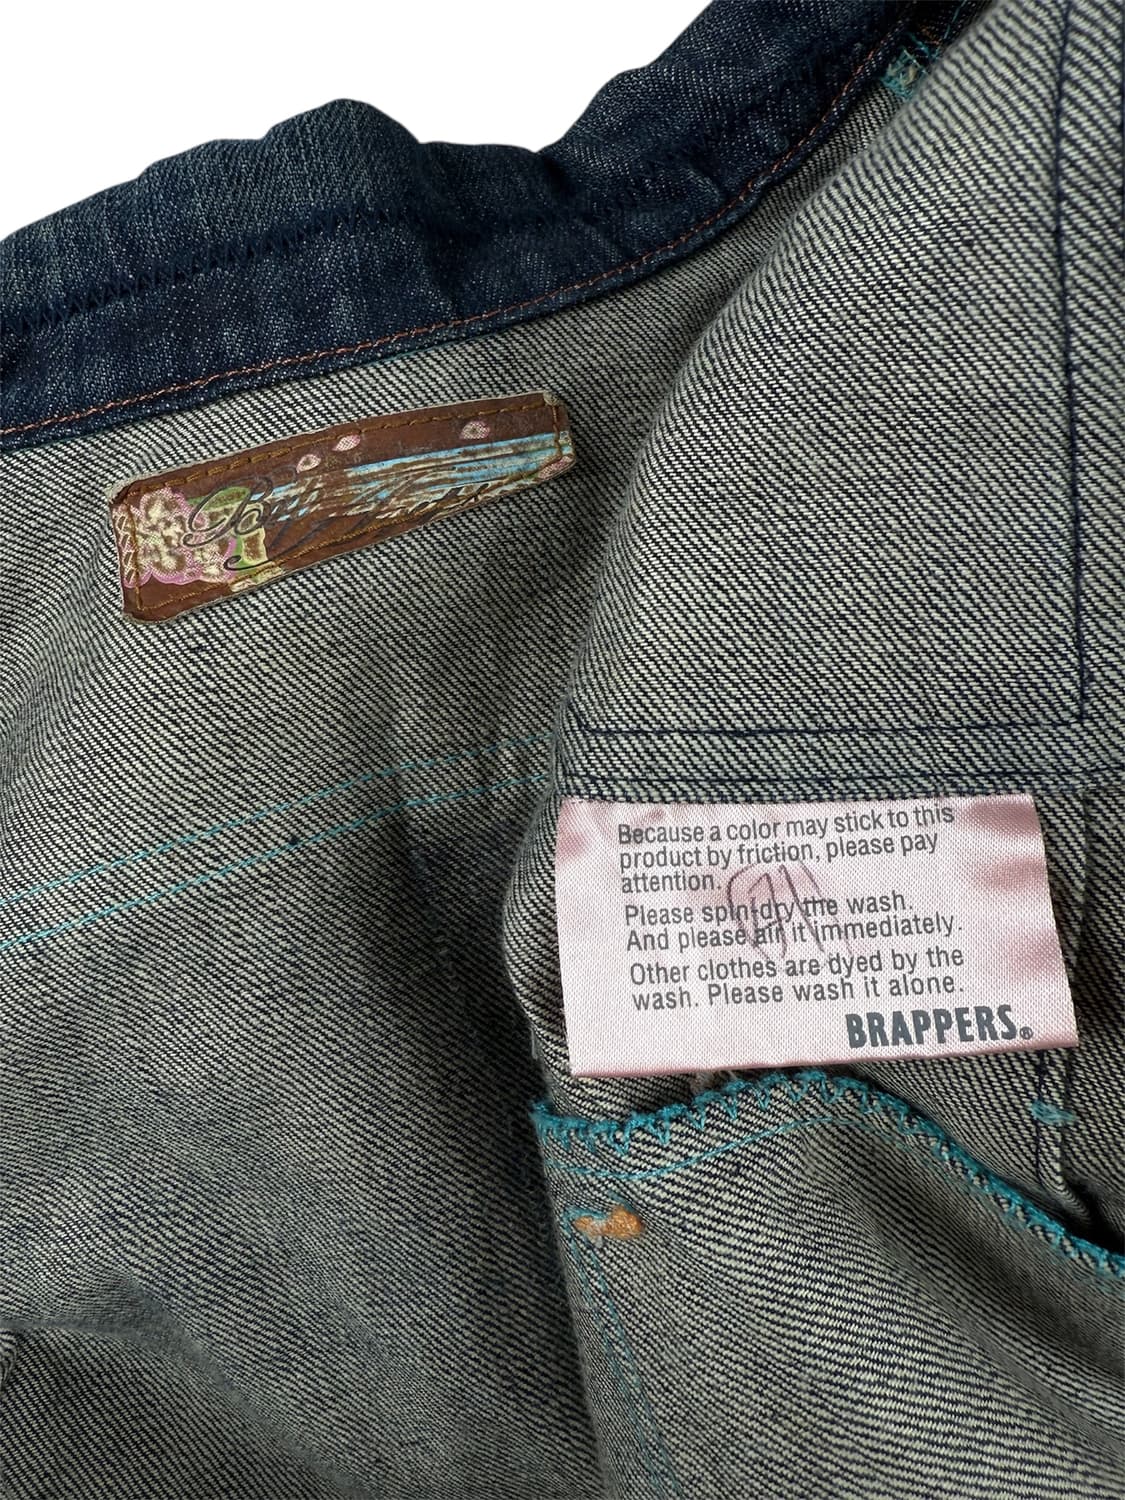 Because a color may stick to this
product by friction, please pay
attention.
Please spin-dry the wash.
And please air it immediately.
Other clothes are dyed by the
wash. Please wash it alone.
BRAPPERS®